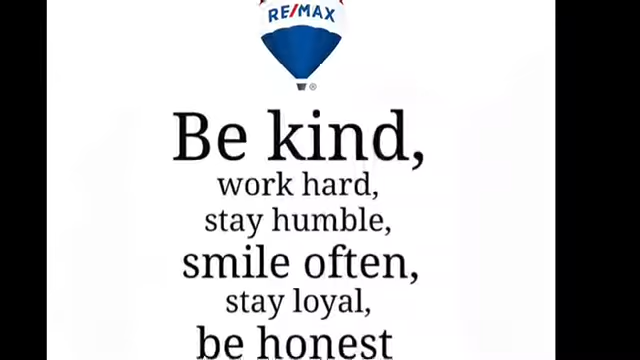 RE/MAX
®
Be kind,
work hard,
stay humble,
smile often,
stay loyal,
be honest